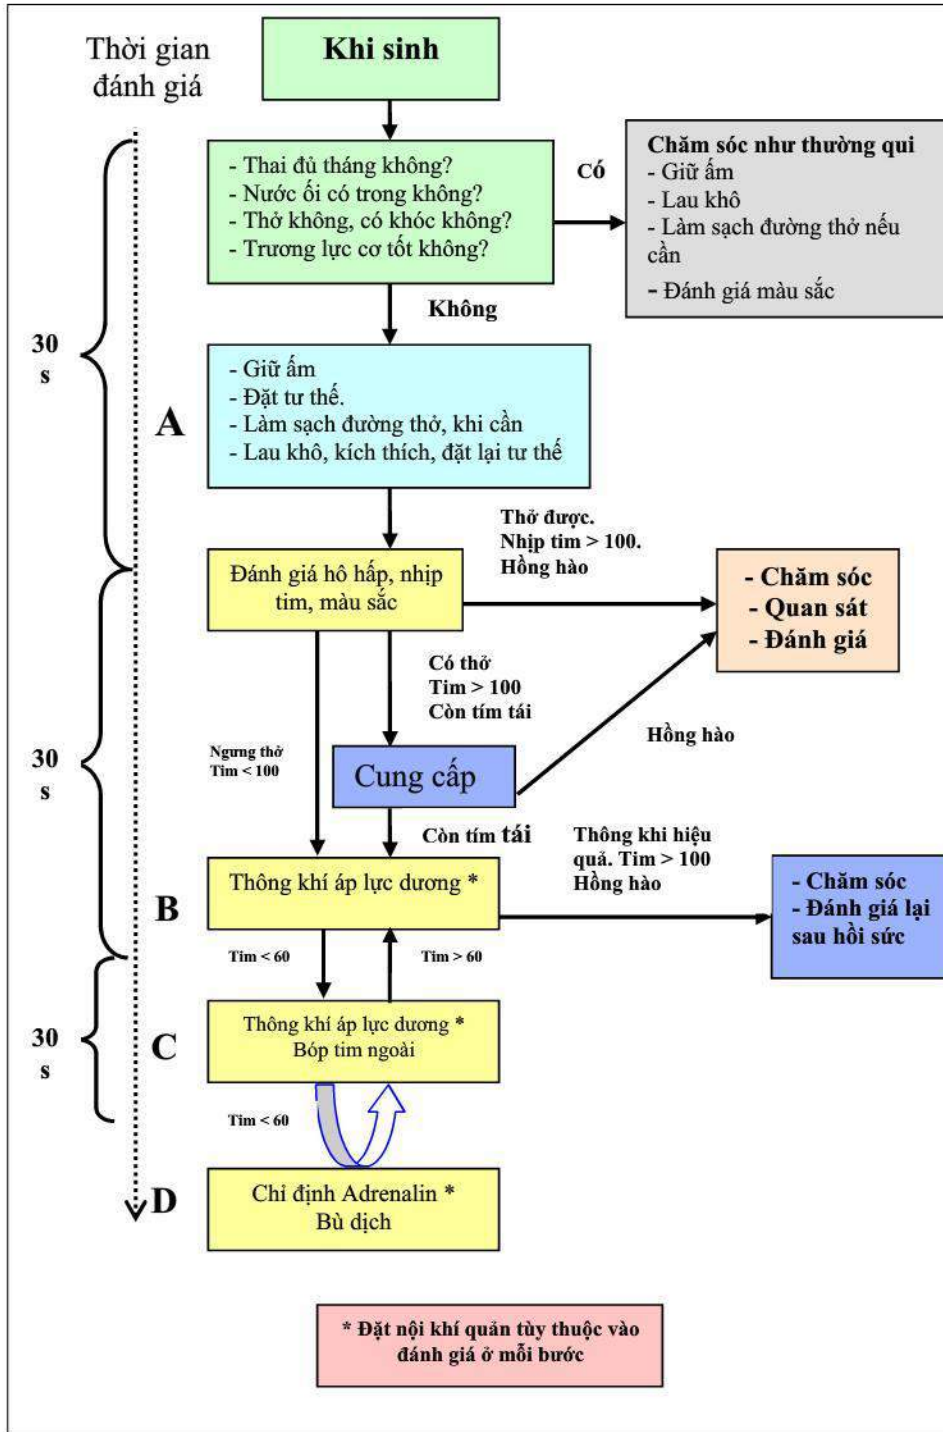 Thời gian
đánh giá
Khi sinh
- Thai đủ tháng không?
- Nước ối có trong không?
- Thở không, có khóc không?
- Trương lực cơ tốt không?
Có
Chăm sóc như thường qui
- Giữ ấm
- Lau khô
- Làm sạch đường thở nếu
cần
- Đánh giá màu sắc
Không
30
s
A
- Giữ ấm
- Đặt tư thế.
- Làm sạch đường thở, khi cần
- Lau khô, kích thích, đặt lại tư thế
Thở được.
Nhịp tim > 100.
Hồng hào
Đánh giá hô hấp, nhịp
tim, màu sắc
- Chăm sóc
- Quan sát
- Đánh giá
Có thở
Tim > 100
Còn tím tái
Ngưng thở
Tim < 100
30
s
Cung cấp
Hồng hào
Còn tím tái
Thông khí áp lực dương *
B
Thông khi hiệu
quả. Tim > 100
Hồng hào
- Chăm sóc
- Đánh giá lại
sau hồi sức
Tim < 60
Tim > 60
30
s
C
Thông khí áp lực dương *
Bóp tim ngoài
Tim < 60
D
Chỉ định Adrenalin *
Bù dịch
* Đặt nội khí quản tùy thuộc vào
đánh giá ở mỗi bước